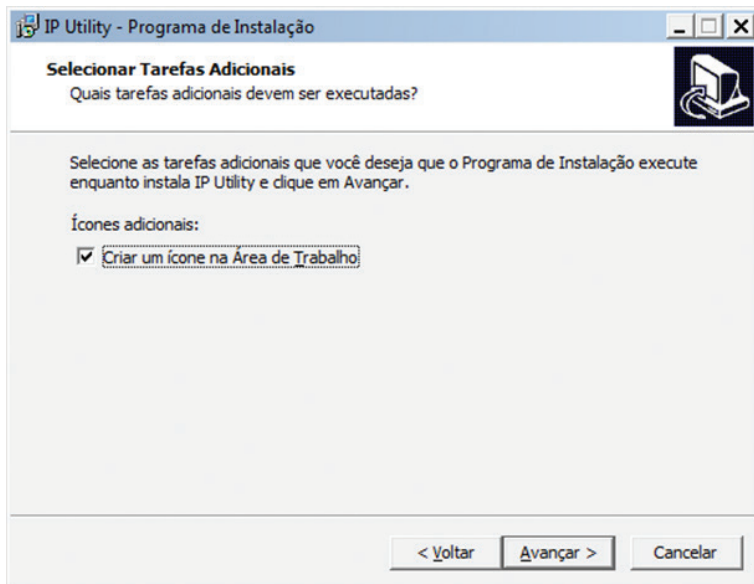 IP Utility - Programa de Instalação
Selecionar Tarefas Adicionais
Quais tarefas adicionais devem ser executadas?
Selecione as tarefas adicionais que você deseja que o Programa de Instalação execute
enquanto instala IP Utility e clique em Avançar.
Ícones adicionais:
Criar um ícone na Área de Trabalho
< Voltar
Avançar >
Cancelar